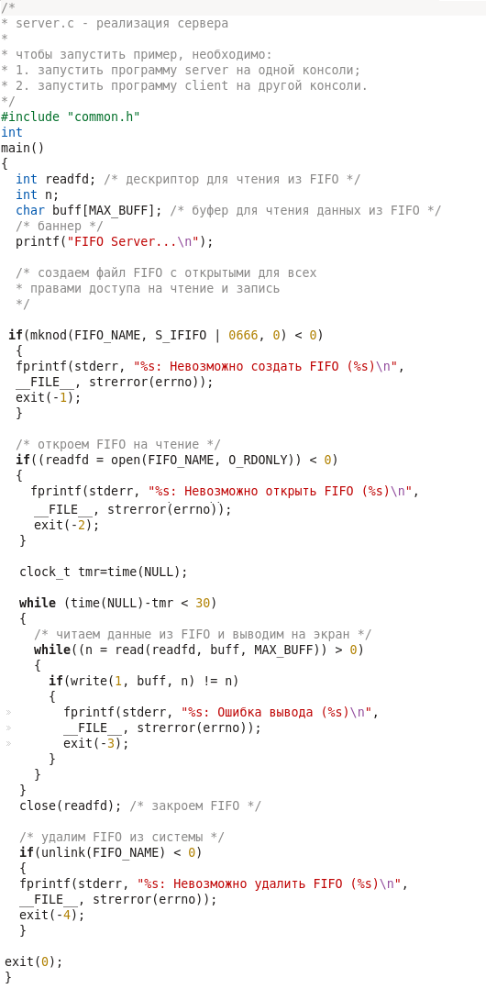 /*
* server.c - реализация сервера
*
* чтобы запустить пример, необходимо:
* 1. запустить программу server на одной консоли;
* 2. запустить программу client на другой консоли.
*/
#include "common.h"
int
main()
{
  int readfd; /* дескриптор для чтения из FIFO */
  int n;
  char buff[MAX_BUFF]; /* буфер для чтения данных из FIFO */
  /* баннер */
  printf("FIFO Server...\n");

  /* создаем файл FIFO с открытыми для всех
  * правами доступа на чтение и запись
  */

 if(mknod(FIFO_NAME, S_IFIFO | 0666, 0) < 0)
  {
  fprintf(stderr, "%s: Невозможно создать FIFO (%s)\n",
  __FILE__, strerror(errno));
  exit(-1);
  }

  /* откроем FIFO на чтение */
  if((readfd = open(FIFO_NAME, O_RDONLY)) < 0)
  {
    fprintf(stderr, "%s: Невозможно открыть FIFO (%s)\n",
    __FILE__, strerror(errno));
    exit(-2);
  }

  clock_t tmr=time(NULL);

  while (time(NULL)-tmr < 30)
  {
    /* читаем данные из FIFO и выводим на экран */
    while((n = read(readfd, buff, MAX_BUFF)) > 0)
    {
      if(write(1, buff, n) != n)
      {
»       fprintf(stderr, "%s: Ошибка вывода (%s)\n",
»       __FILE__, strerror(errno));
»       exit(-3);
      }
    }
  }
  close(readfd); /* закроем FIFO */

  /* удалим FIFO из системы */
  if(unlink(FIFO_NAME) < 0)
  {
  fprintf(stderr, "%s: Невозможно удалить FIFO (%s)\n",
  __FILE__, strerror(errno));
  exit(-4);
  }

exit(0);
}